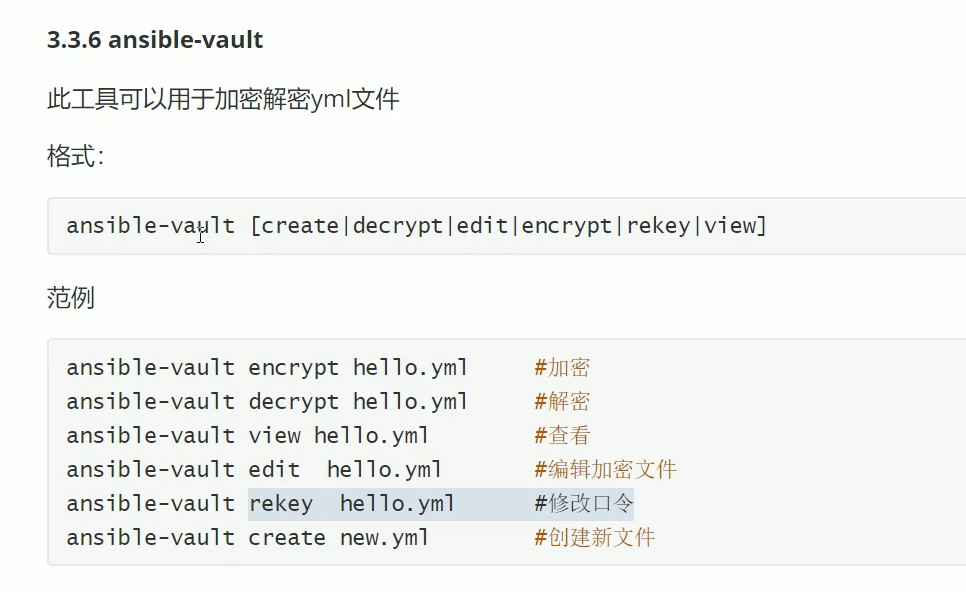 3.3.6 ansible-vault
此工具可以用于加密解密yml文件
格式：
ansible-vault [create|decrypt|edit|encrypt|rekey|view]
范例
ansible-vault encrypt hello.yml     #加密
ansible-vault decrypt hello.yml     #解密
ansible-vault view hello.yml        #查看
ansible-vault edit  hello.yml       #编辑加密文件
ansible-vault rekey  hello.yml      #修改口令
ansible-vault create new.yml        #创建新文件